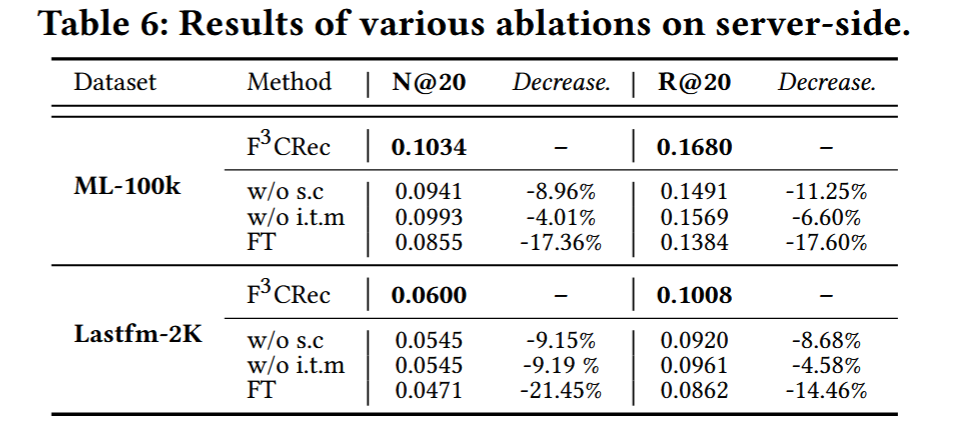 Table 6: Results of various ablations on server-side.
Dataset Method N@20 Decrease. R@20 Decrease.
F³CRec 0.1034 – 0.1680 –
ML-100k
w/o s.c 0.0941 -8.96% 0.1491 -11.25%
w/o i.t.m 0.0993 -4.01% 0.1569 -6.60%
FT 0.0855 -17.36% 0.1384 -17.60%
F³CRec 0.0600 – 0.1008 –
Lastfm-2K
w/o s.c 0.0545 -9.15% 0.0920 -8.68%
w/o i.t.m 0.0545 -9.19 % 0.0961 -4.58%
FT 0.0471 -21.45% 0.0862 -14.46%